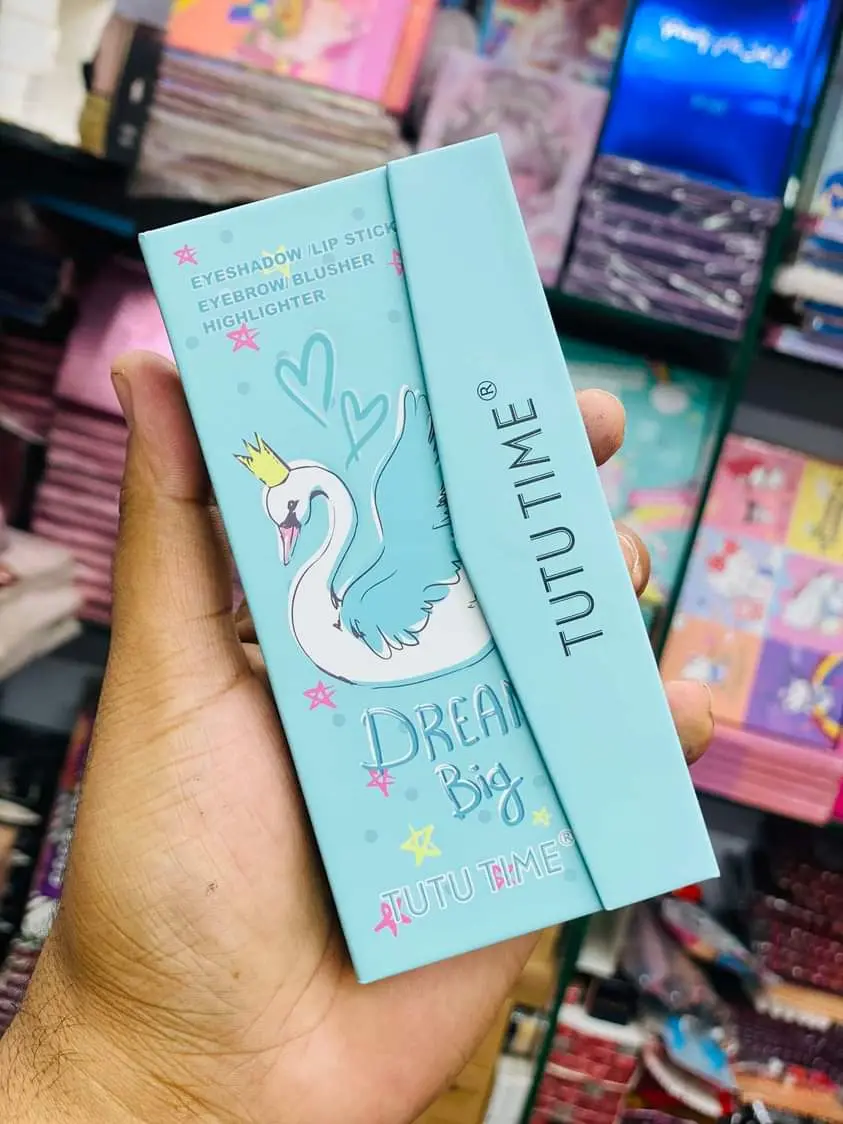 EYESHADOW /LIP STICK
EYEBROW/BLUSHER
HIGHLIGHTER
DREAM
Big
TUTU TIME®
TUTU TIME®